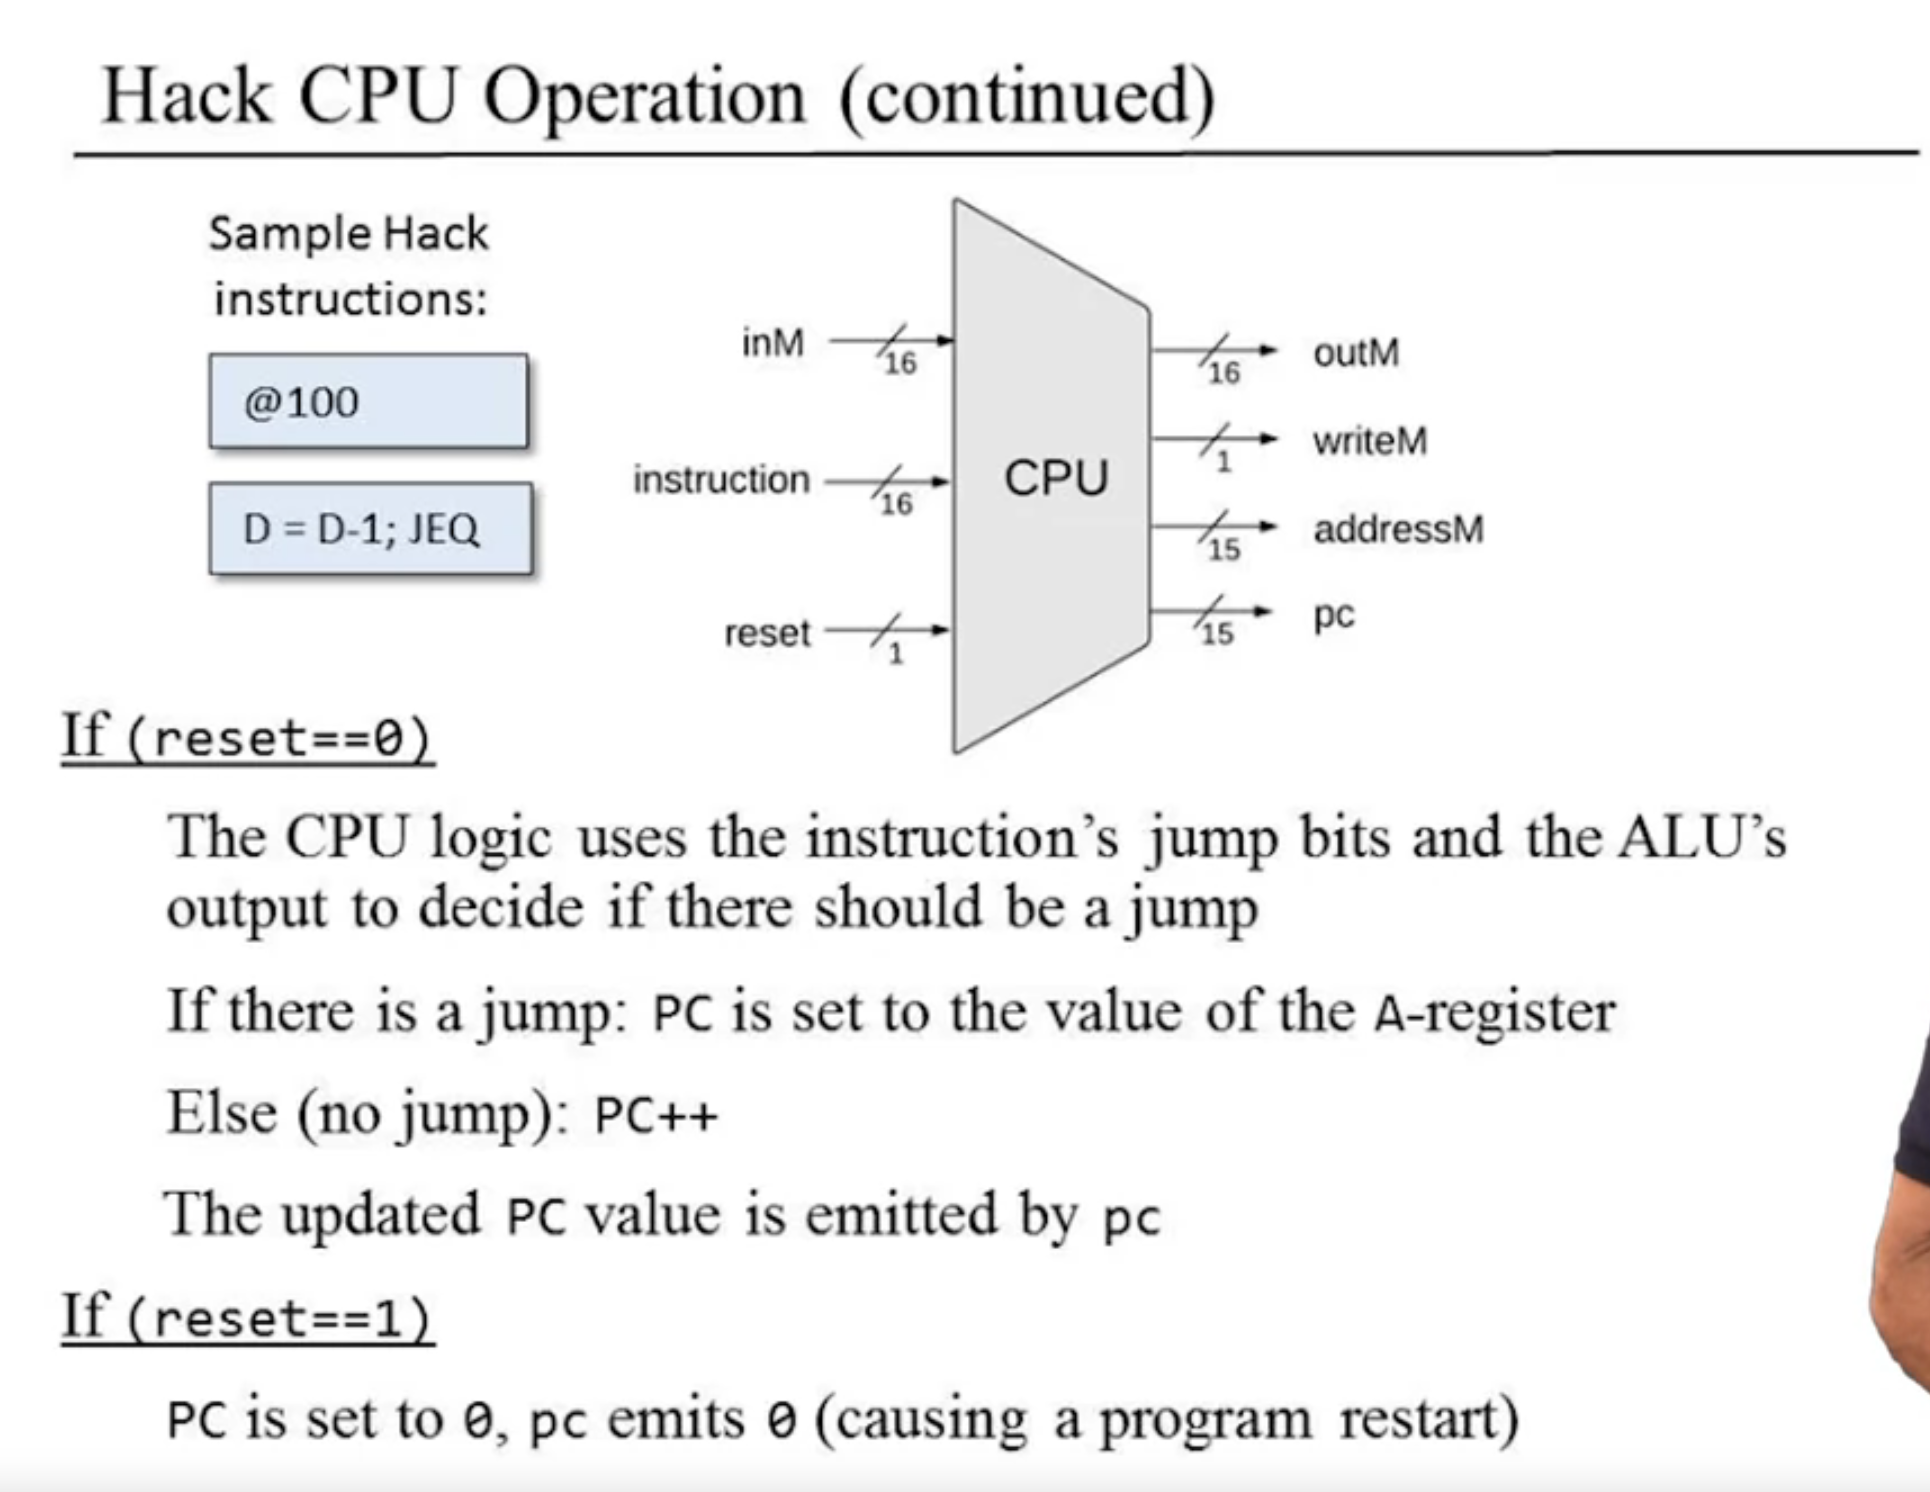 Hack CPU Operation (continued)
Sample Hack
instructions:
@100
D = D-1; JEQ
inM
16
instruction
16
reset
1
CPU
16
outM
1
writeM
15
addressM
15
pc
If (reset==0)
The CPU logic uses the instruction’s jump bits and the ALU’s
output to decide if there should be a jump
If there is a jump: PC is set to the value of the A-register
Else (no jump): PC++
The updated PC value is emitted by pc
If (reset==1)
PC is set to 0, pc emits 0 (causing a program restart)